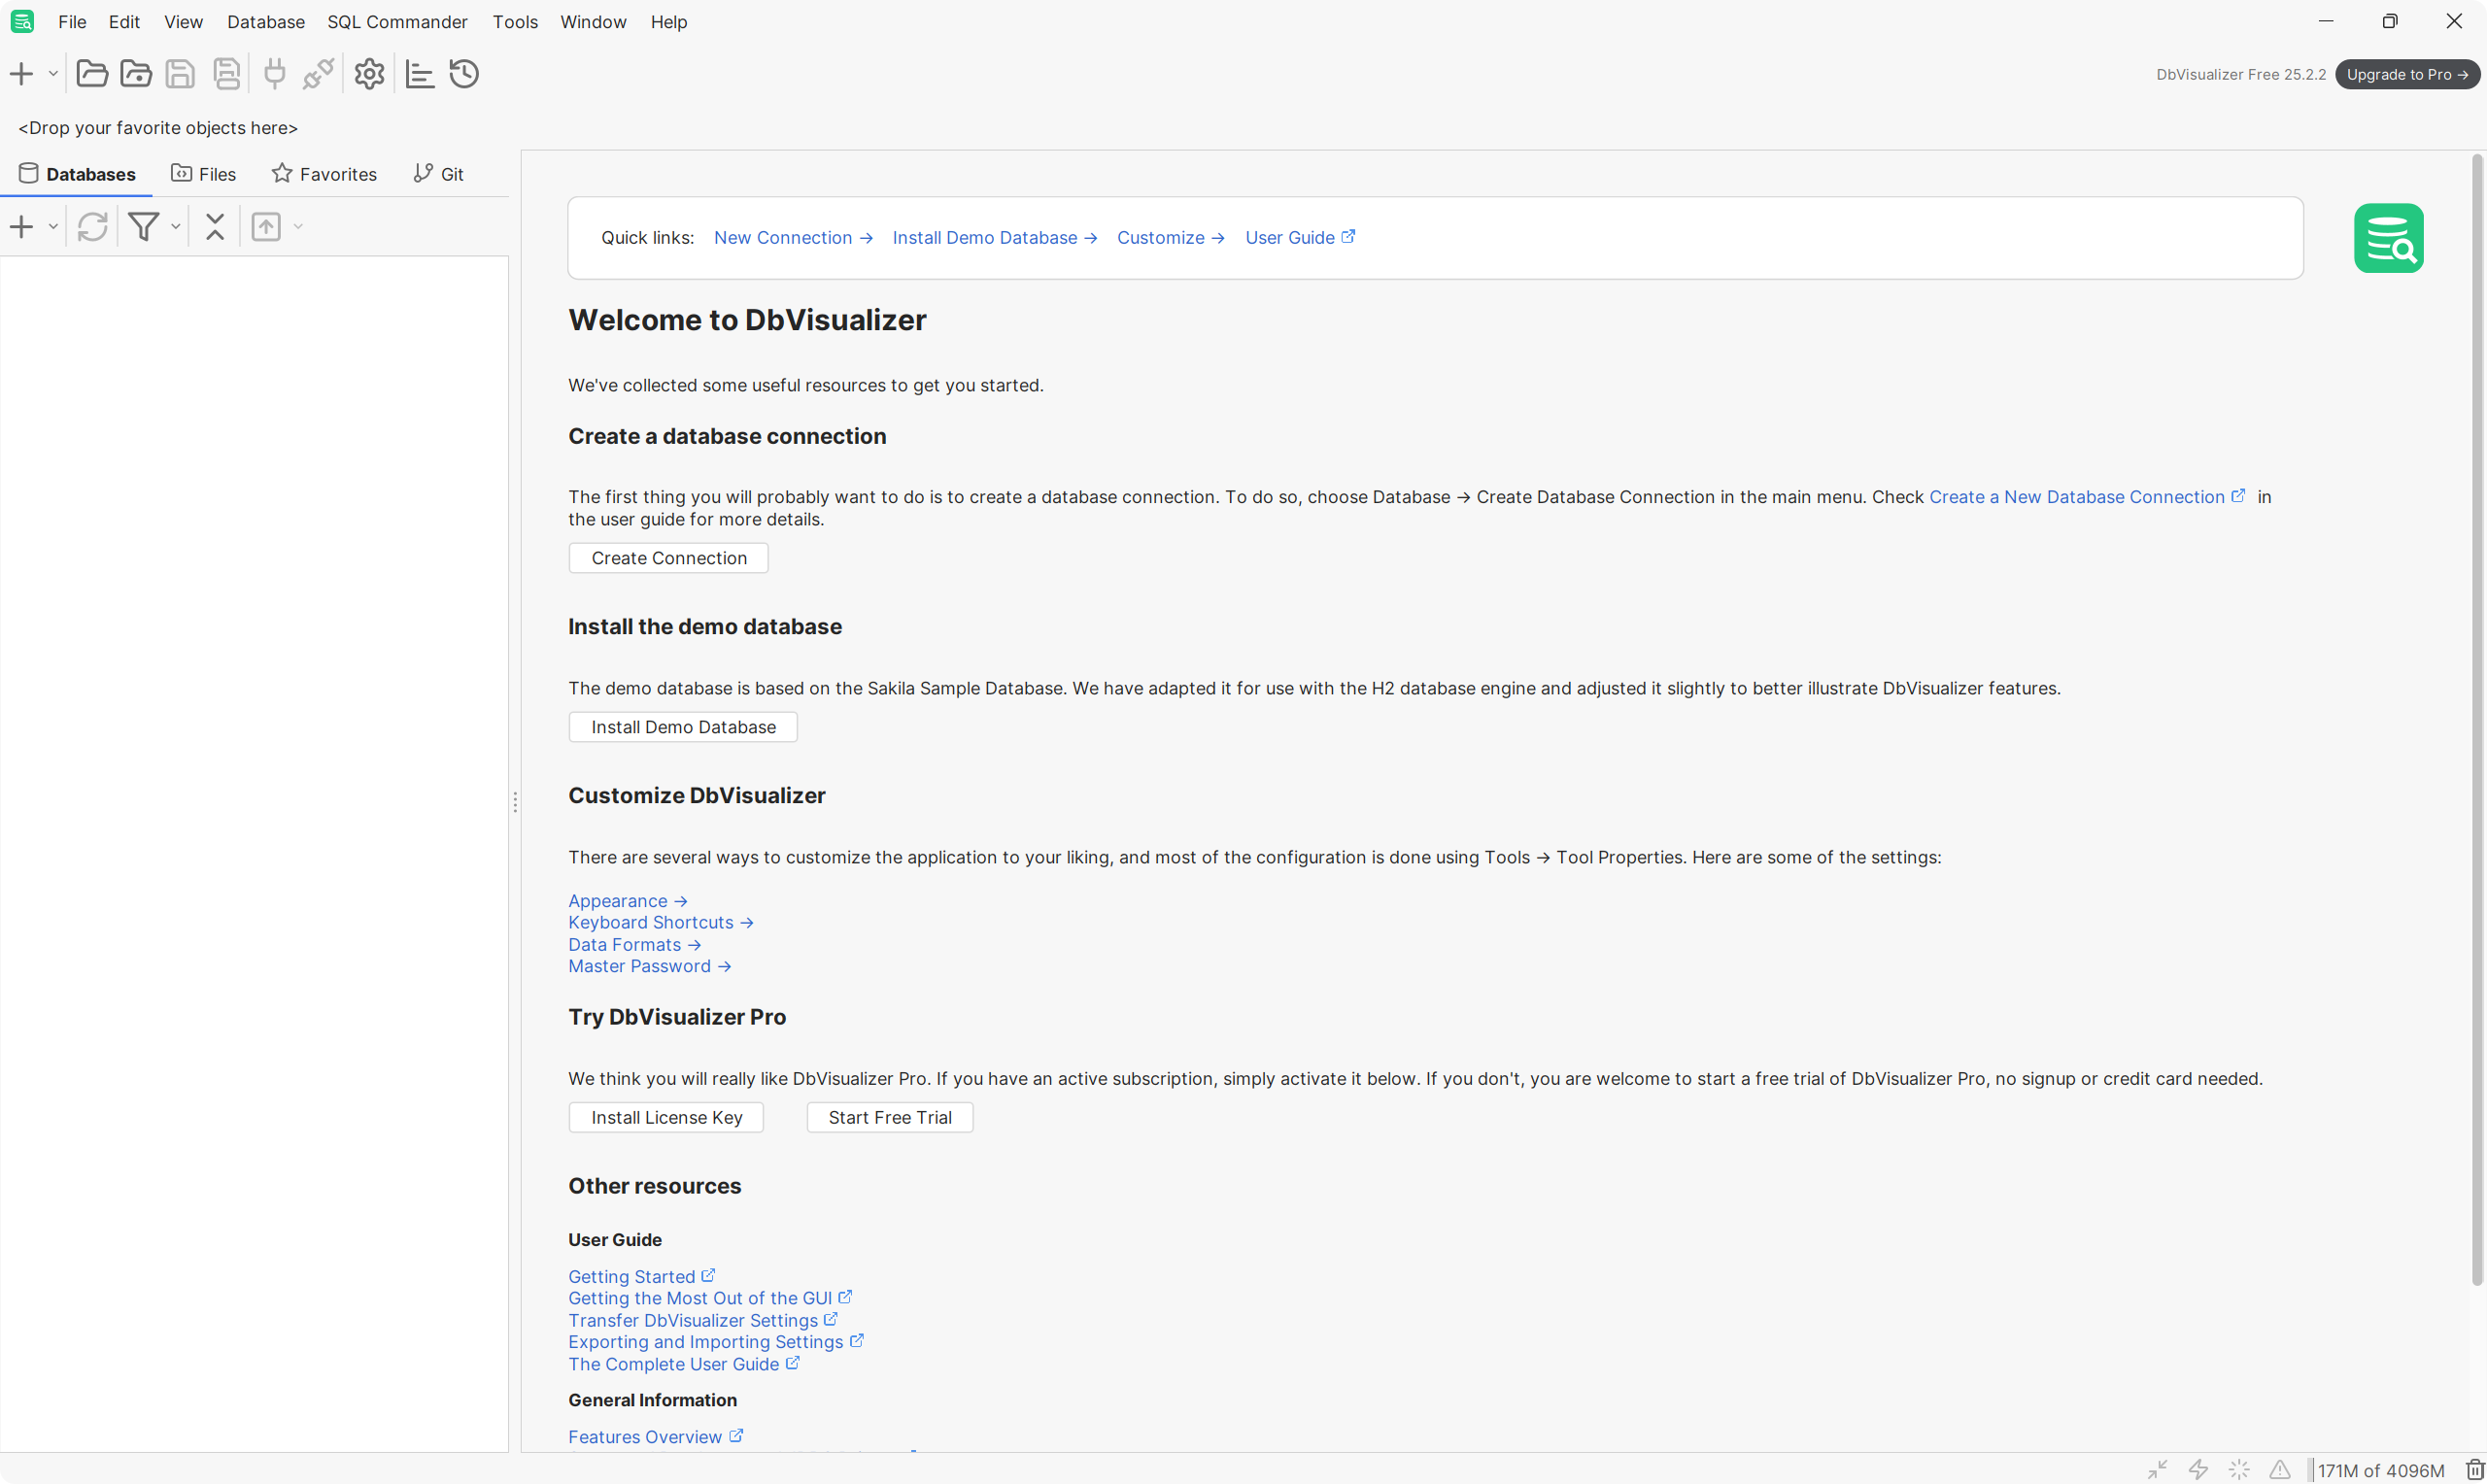 File Edit View Database SQL Commander Tools Window Help
DbVisualizer Free 25.2.2 Upgrade to Pro →
<Drop your favorite objects here>
Databases Files Favorites Git
Quick links: New Connection → Install Demo Database → Customize → User Guide
Welcome to DbVisualizer
We've collected some useful resources to get you started.
Create a database connection
The first thing you will probably want to do is to create a database connection. To do so, choose Database → Create Database Connection in the main menu. Check Create a New Database Connection in
the user guide for more details.
Create Connection
Install the demo database
The demo database is based on the Sakila Sample Database. We have adapted it for use with the H2 database engine and adjusted it slightly to better illustrate DbVisualizer features.
Install Demo Database
Customize DbVisualizer
There are several ways to customize the application to your liking, and most of the configuration is done using Tools → Tool Properties. Here are some of the settings:
Appearance →
Keyboard Shortcuts →
Data Formats →
Master Password →
Try DbVisualizer Pro
We think you will really like DbVisualizer Pro. If you have an active subscription, simply activate it below. If you don't, you are welcome to start a free trial of DbVisualizer Pro, no signup or credit card needed.
Install License Key Start Free Trial
Other resources
User Guide
Getting Started
Getting the Most Out of the GUI
Transfer DbVisualizer Settings
Exporting and Importing Settings
The Complete User Guide
General Information
Features Overview
171M of 4096M